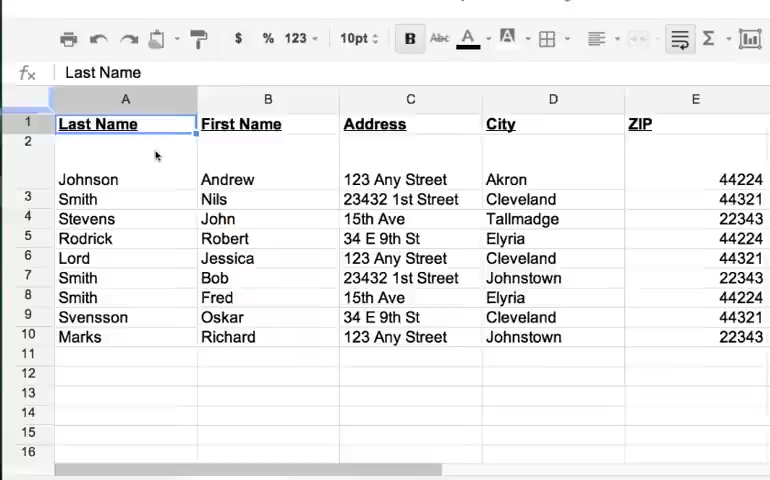 $ % 123 10pt B Abc A A Σ
fx Last Name
A B C D E
1 Last Name First Name Address City ZIP
2 Johnson Andrew 123 Any Street Akron 44224
3 Smith Nils 23432 1st Street Cleveland 44321
4 Stevens John 15th Ave Tallmadge 22343
5 Rodrick Robert 34 E 9th St Elyria 44224
6 Lord Jessica 123 Any Street Cleveland 44321
7 Smith Bob 23432 1st Street Johnstown 22343
8 Smith Fred 15th Ave Elyria 44224
9 Svensson Oskar 34 E 9th St Cleveland 44321
10 Marks Richard 123 Any Street Johnstown 22343
11
12
13
14
15
16